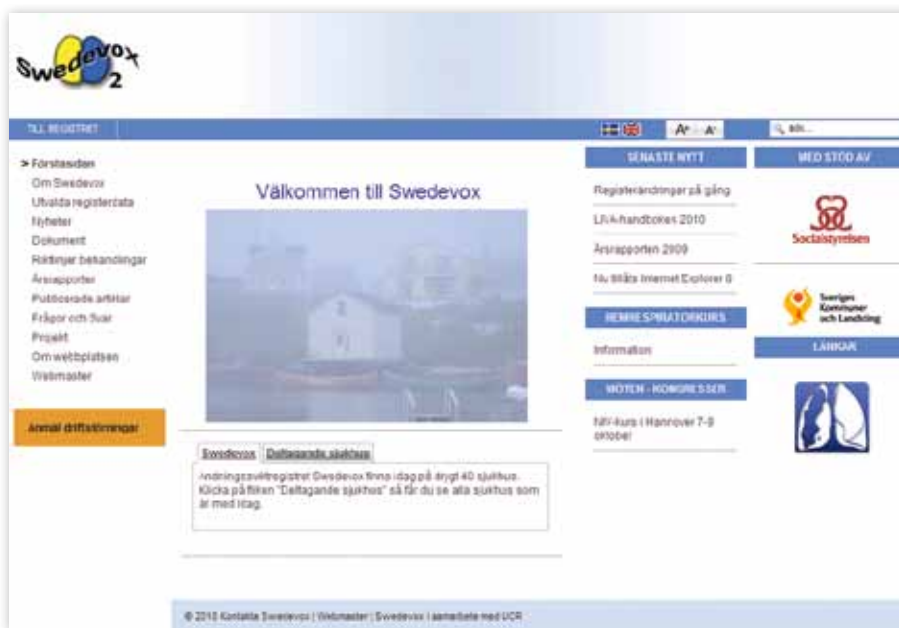 Swedevox
2
TILL REGISTRET
A+ A-
Sök...
> Förstasidan
Om Swedevox
Utvalda registerdata
Nyheter
Dokument
Riktlinjer behandlingar
Årsrapporter
Publicerade artiklar
Frågor och Svar
Projekt
Om webbplatsen
Webmaster
Anmäl driftstörningar
Välkommen till Swedevox
Swedevox Deltagande sjukhus
Andningssviktregistret Swedevox finns idag på drygt 40 sjukhus.
Klicka på fliken "Deltagande sjukhus" så får du se alla sjukhus som
är med idag.
SENASTE NYTT
Registerändringar på gång
LIVA-handboken 2010
Årsrapporten 2009
Nu tillåts Internet Explorer 8
HEMRESPIRATORKURS
Information
MÖTEN - KONGRESSER
NIV-kurs i Hannover 7-9
oktober
MED STÖD AV
Socialstyrelsen
Sveriges
Kommuner
och Landsting
LÄNKAR
© 2010 Kontakta Swedevox | Webmaster | Swedevox i samarbete med UCR